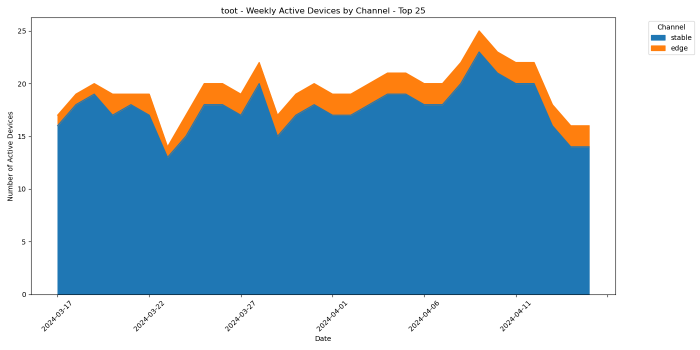 toot - Weekly Active Devices by Channel - Top 25
Channel
stable
edge
Number of Active Devices
25
20
15
10
5
0
2024-03-17
2024-03-22
2024-03-27
2024-04-01
2024-04-06
2024-04-11
Date